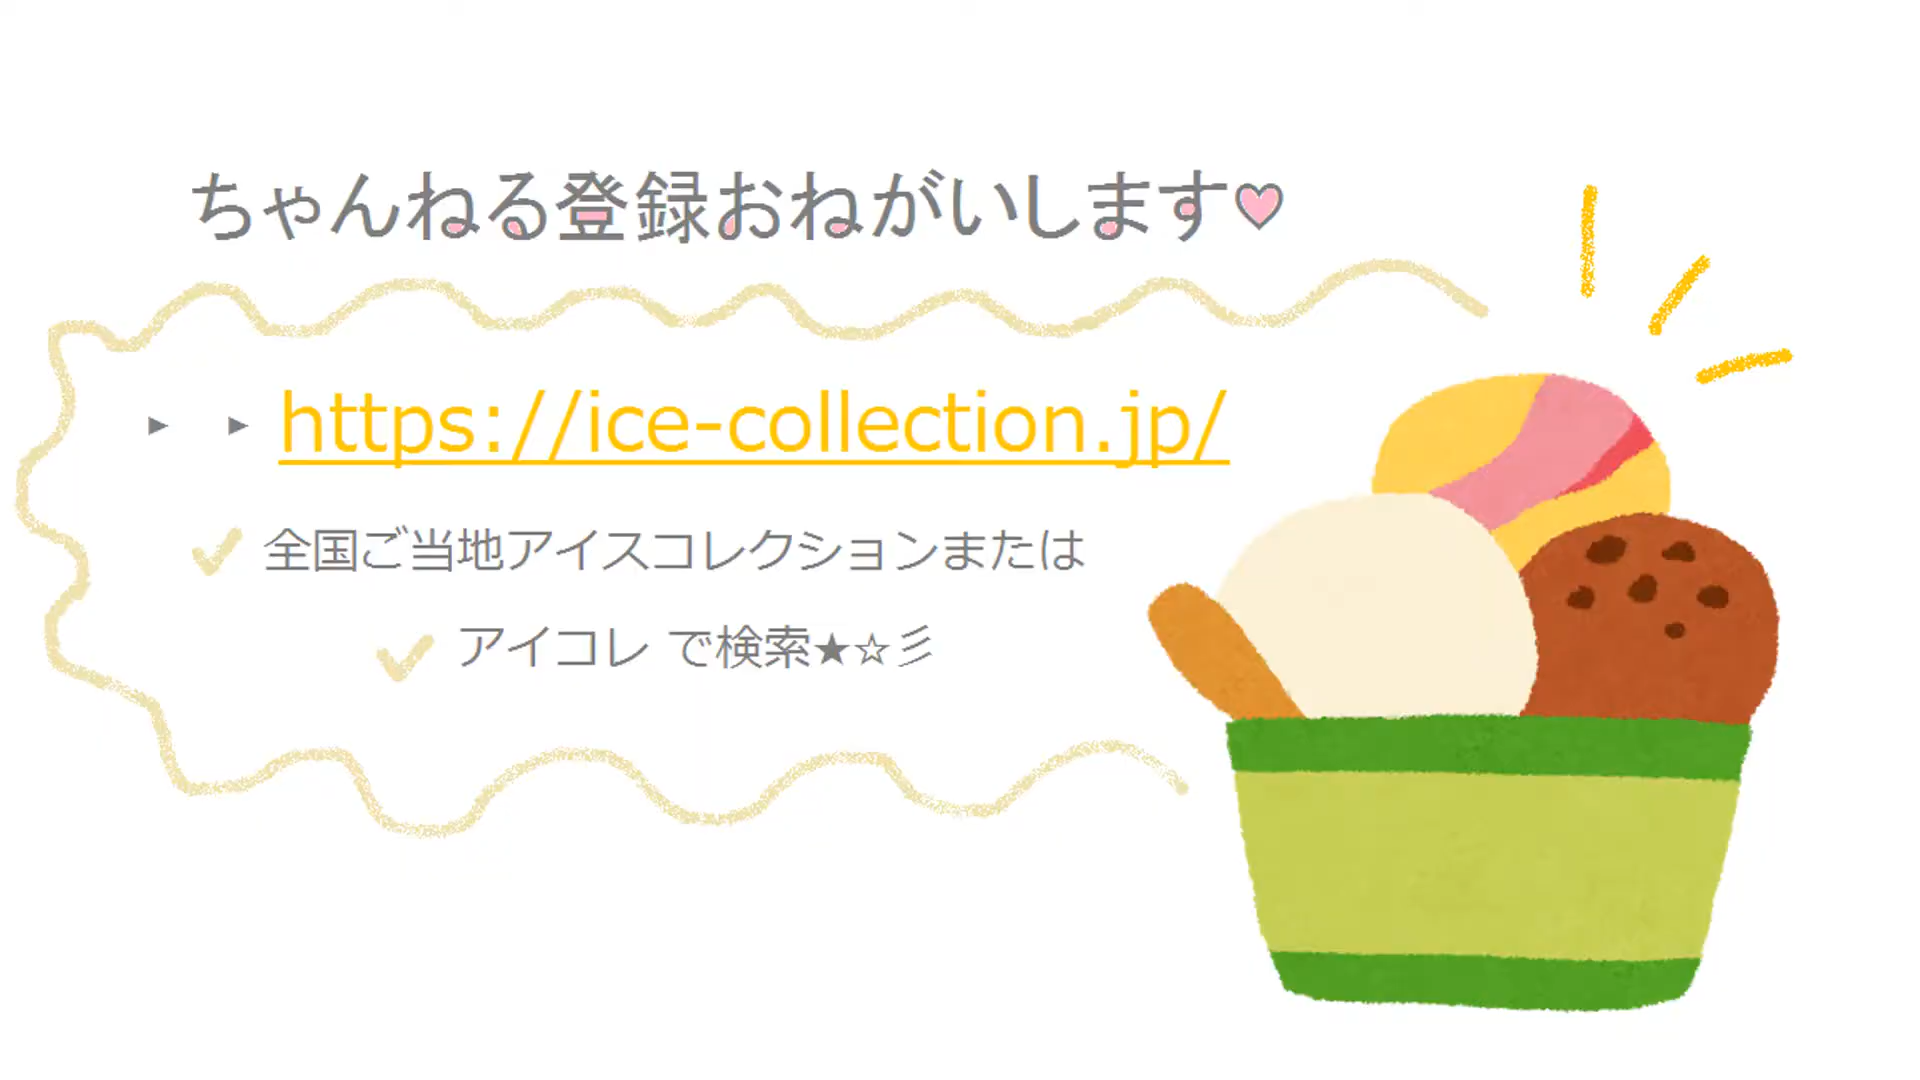 ちゃんねる登録おねがいします♡
▶ ▶ https://ice-collection.jp/
✓ 全国ご当地アイスコレクションまたは
✓ アイコレ で検索★☆彡